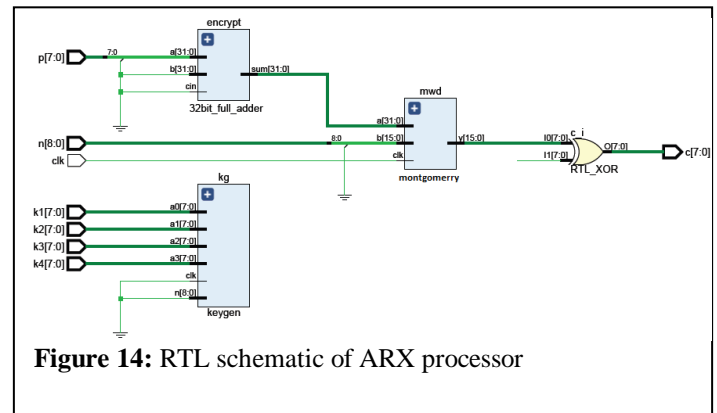 encrypt
p[7:0]
7:0
a[31:0]
b[31:0]
cin
sum[31:0]
32bit_full_adder
mwd
a[31:0]
n[8:0]
8:0
b[15:0]
y[15:0]
clk
clk
montgomerry
c_i
I0[7:0]
I1[7:0]
O[7:0]
RTL_XOR
c[7:0]
kg
k1[7:0]
a0[7:0]
k2[7:0]
a1[7:0]
k3[7:0]
a2[7:0]
k4[7:0]
a3[7:0]
clk
n[8:0]
keygen
Figure 14: RTL schematic of ARX processor